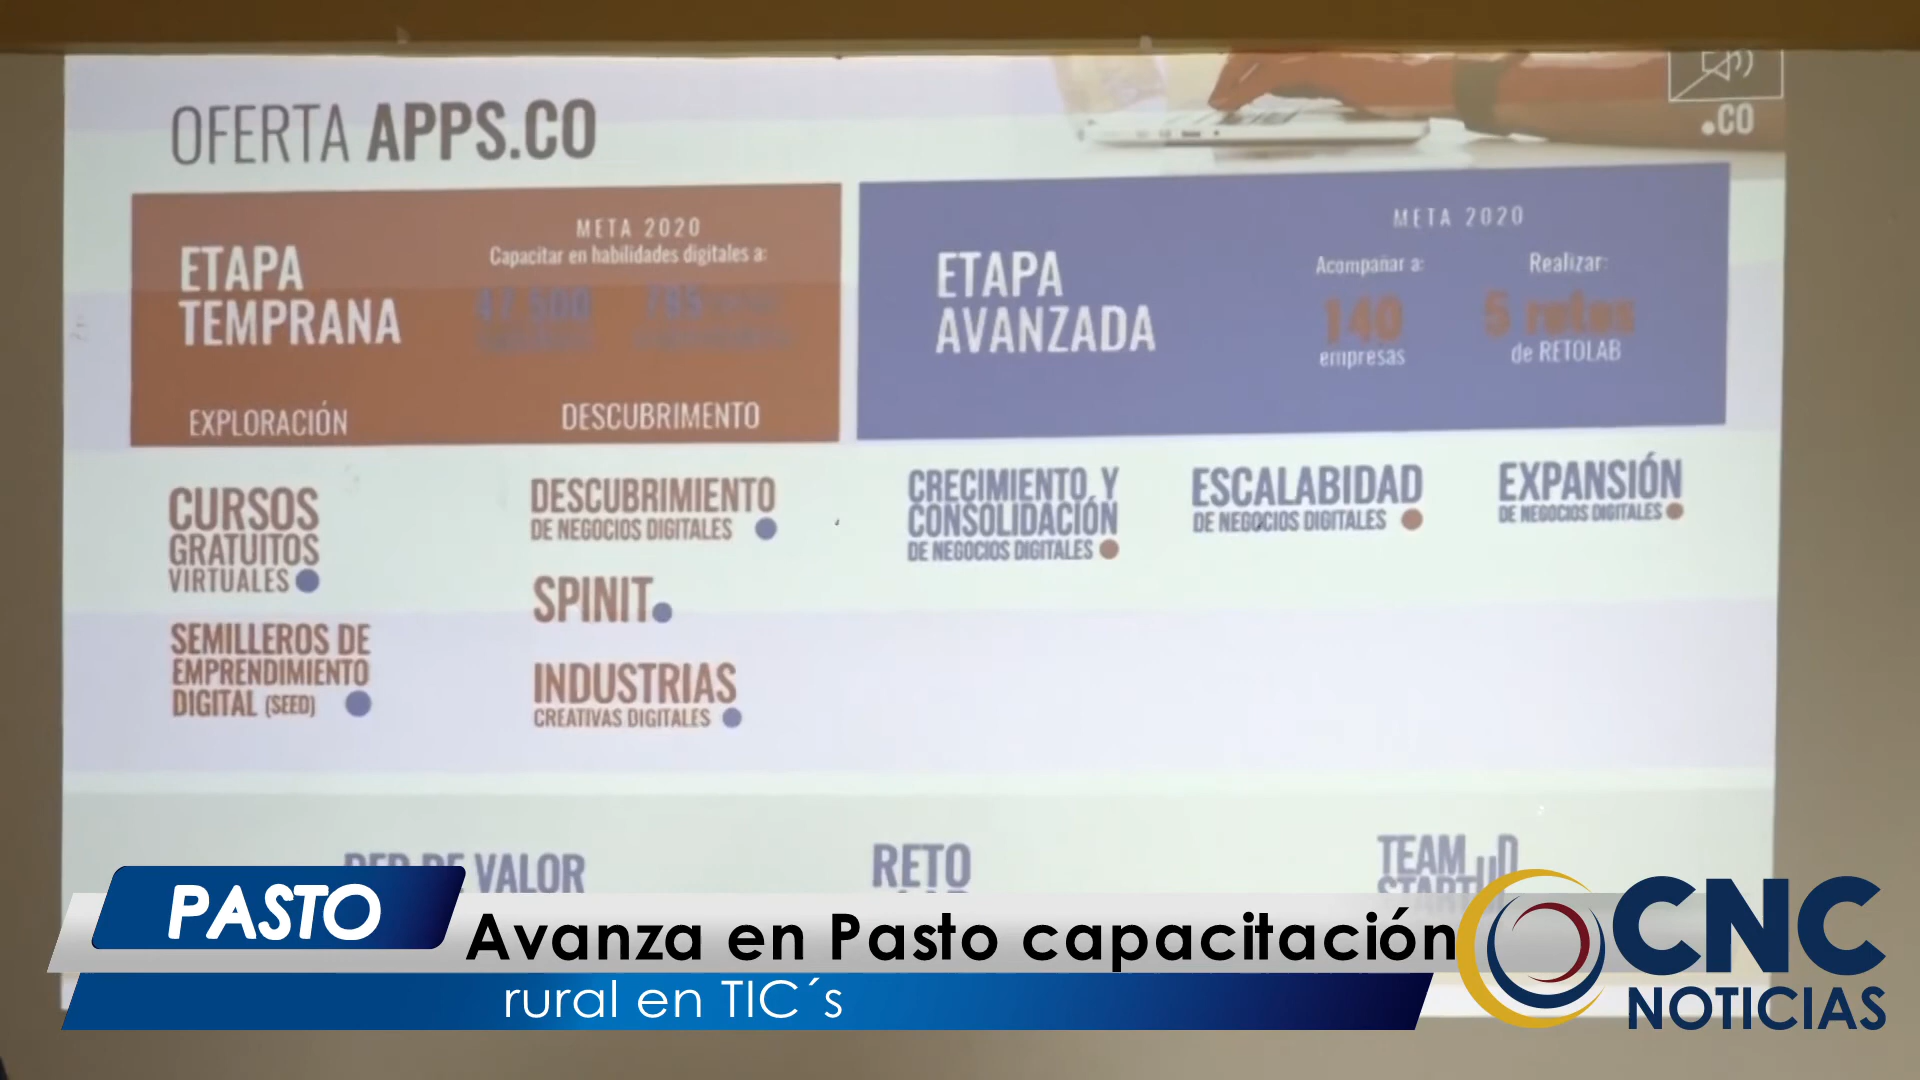 OFERTA APPS.CO
.CO
ETAPA
TEMPRANA
META 2020
Capacitar en habilidades digitales a:
EXPLORACIÓN
DESCUBRIMENTO
ETAPA
AVANZADA
META 2020
Acompañar a:
140
empresas
Realizar:
5 retos
de RETOLAB
CURSOS
GRATUITOS
VIRTUALES
SEMILLEROS DE
EMPRENDIMIENTO
DIGITAL (SEED)
DESCUBRIMIENTO
DE NEGOCIOS DIGITALES
SPINIT
INDUSTRIAS
CREATIVAS DIGITALES
CRECIMIENTO Y
CONSOLIDACIÓN
DE NEGOCIOS DIGITALES
ESCALABIDAD
DE NEGOCIOS DIGITALES
EXPANSIÓN
DE NEGOCIOS DIGITALES
RED DE VALOR
RETO
TEAM
PASTO
Avanza en Pasto capacitación
rural en TIC´s
CNC
NOTICIAS